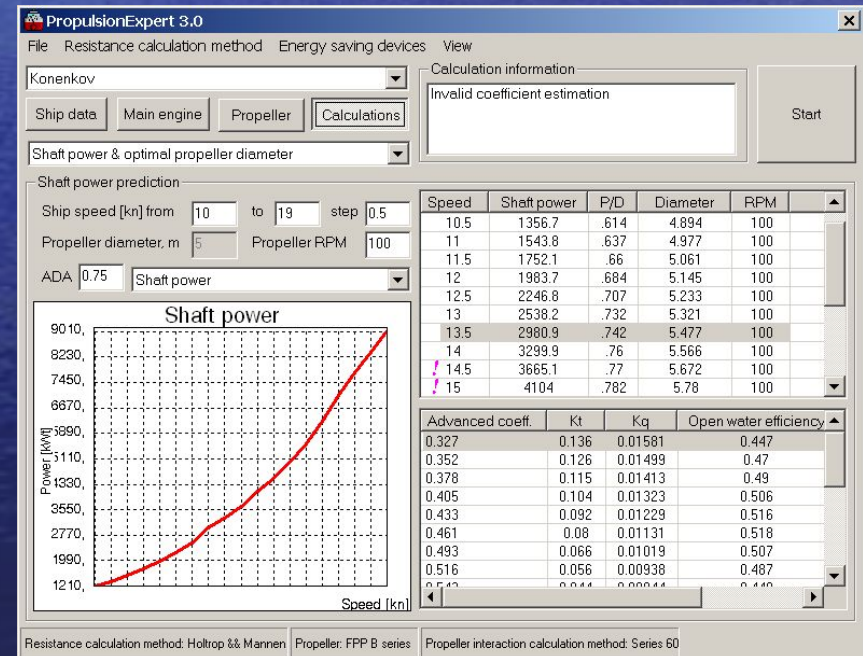 PropulsionExpert 3.0
File Resistance calculation method Energy saving devices View
Konenkov
Ship data Main engine Propeller Calculations
Shaft power & optimal propeller diameter
Calculation information
Invalid coefficient estimation
Start
Shaft power prediction
Ship speed [kn] from 10 to 19 step 0.5
Propeller diameter, m 5 Propeller RPM 100
ADA 0.75 Shaft power
Shaft power
Power [kWt]
9010,
8230,
7450,
6670,
5890,
5110,
4330,
3550,
2770,
1990,
1210,
Speed [kn]
Speed Shaft power P/D Diameter RPM
10.5 1356.7 .614 4.894 100
11 1543.8 .637 4.977 100
11.5 1752.1 .66 5.061 100
12 1983.7 .684 5.145 100
12.5 2246.8 .707 5.233 100
13 2538.2 .732 5.321 100
13.5 2980.9 .742 5.477 100
14 3299.9 .76 5.566 100
! 14.5 3665.1 .77 5.672 100
! 15 4104 .782 5.78 100
Advanced coeff. Kt Kq Open water efficiency
0.327 0.136 0.01581 0.447
0.352 0.126 0.01499 0.47
0.378 0.115 0.01413 0.49
0.405 0.104 0.01323 0.506
0.433 0.092 0.01229 0.516
0.461 0.08 0.01131 0.518
0.493 0.066 0.01019 0.507
0.516 0.056 0.00938 0.487
Resistance calculation method: Holtrop && Mannen Propeller: FPP B series Propeller interaction calculation method: Series 60